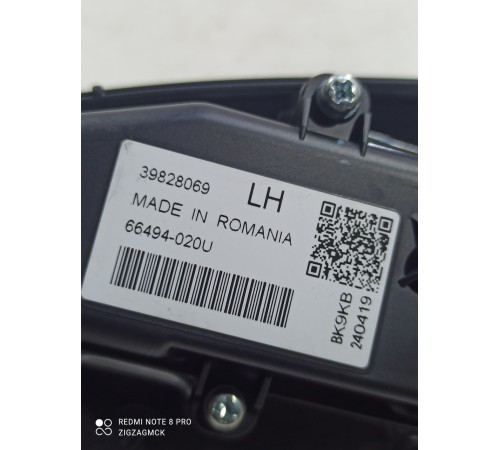 39828069 LH
MADE IN ROMANIA
66494-020U
BK9KB
240419
REDMI NOTE 8 PRO
ZIGZAGMCK